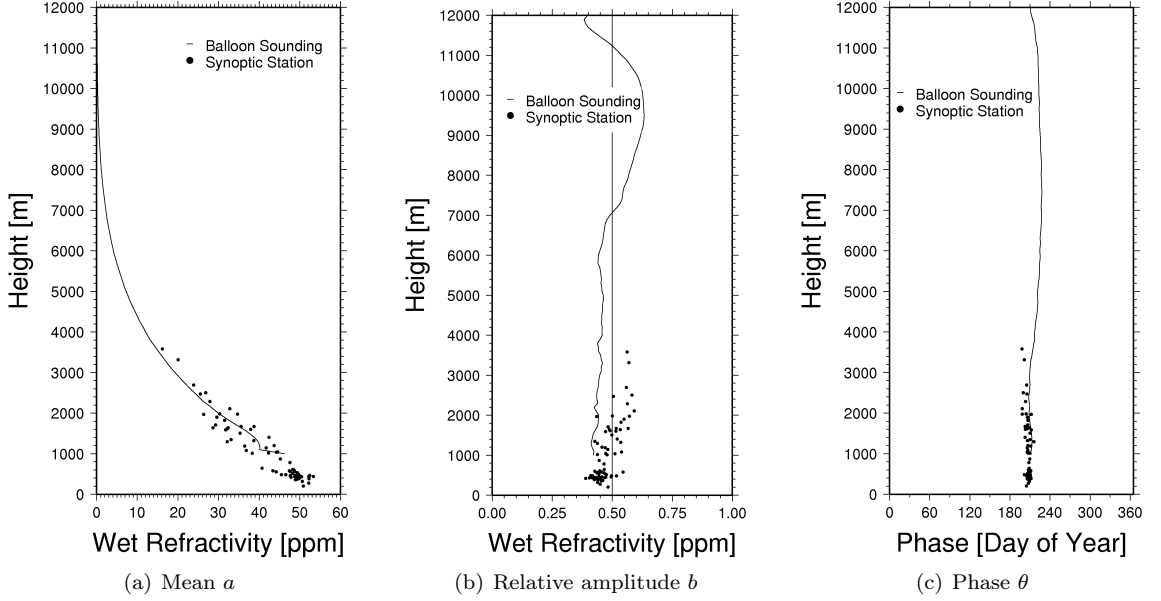 12000
11000
10000
9000
8000
7000
6000
5000
4000
3000
2000
1000
0
Height [m]
Balloon Sounding
Synoptic Station
0 10 20 30 40 50 60
Wet Refractivity [ppm]
(a) Mean a
12000
11000
10000
9000
8000
7000
6000
5000
4000
3000
2000
1000
0
Height [m]
Balloon Sounding
Synoptic Station
0.00 0.25 0.50 0.75 1.00
Wet Refractivity [ppm]
(b) Relative amplitude b
12000
11000
10000
9000
8000
7000
6000
5000
4000
3000
2000
1000
0
Height [m]
Balloon Sounding
Synoptic Station
0 60 120 180 240 300 360
Phase [Day of Year]
(c) Phase θ